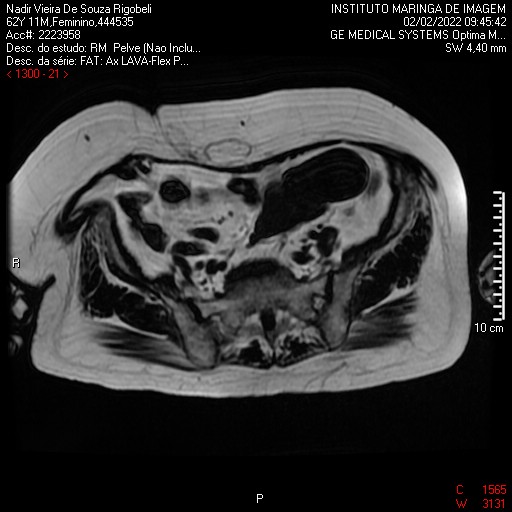 Nadir Vieira De Souza Rigobeli
62Y 11M,Feminino,444535
Acc#: 2223958
Desc. do estudo: RM Pelve (Nao Inclu...
Desc. da série: FAT: Ax LAVA-Flex P...
< 1300 - 21 >
INSTITUTO MARINGA DE IMAGEM
02/02/2022 09:45:42
GE MEDICAL SYSTEMS Optima M...
SW 4,40 mm
R
10 cm
P
C 1565
W 3131